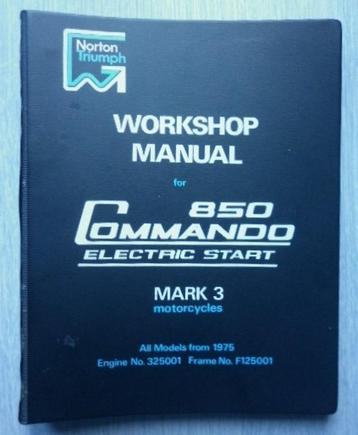 Norton
Triumph
WORKSHOP
MANUAL
for
850
COMMANDO
ELECTRIC START
MARK 3
motorcycles
All Models from 1975
Engine No. 325001 Frame No. F125001